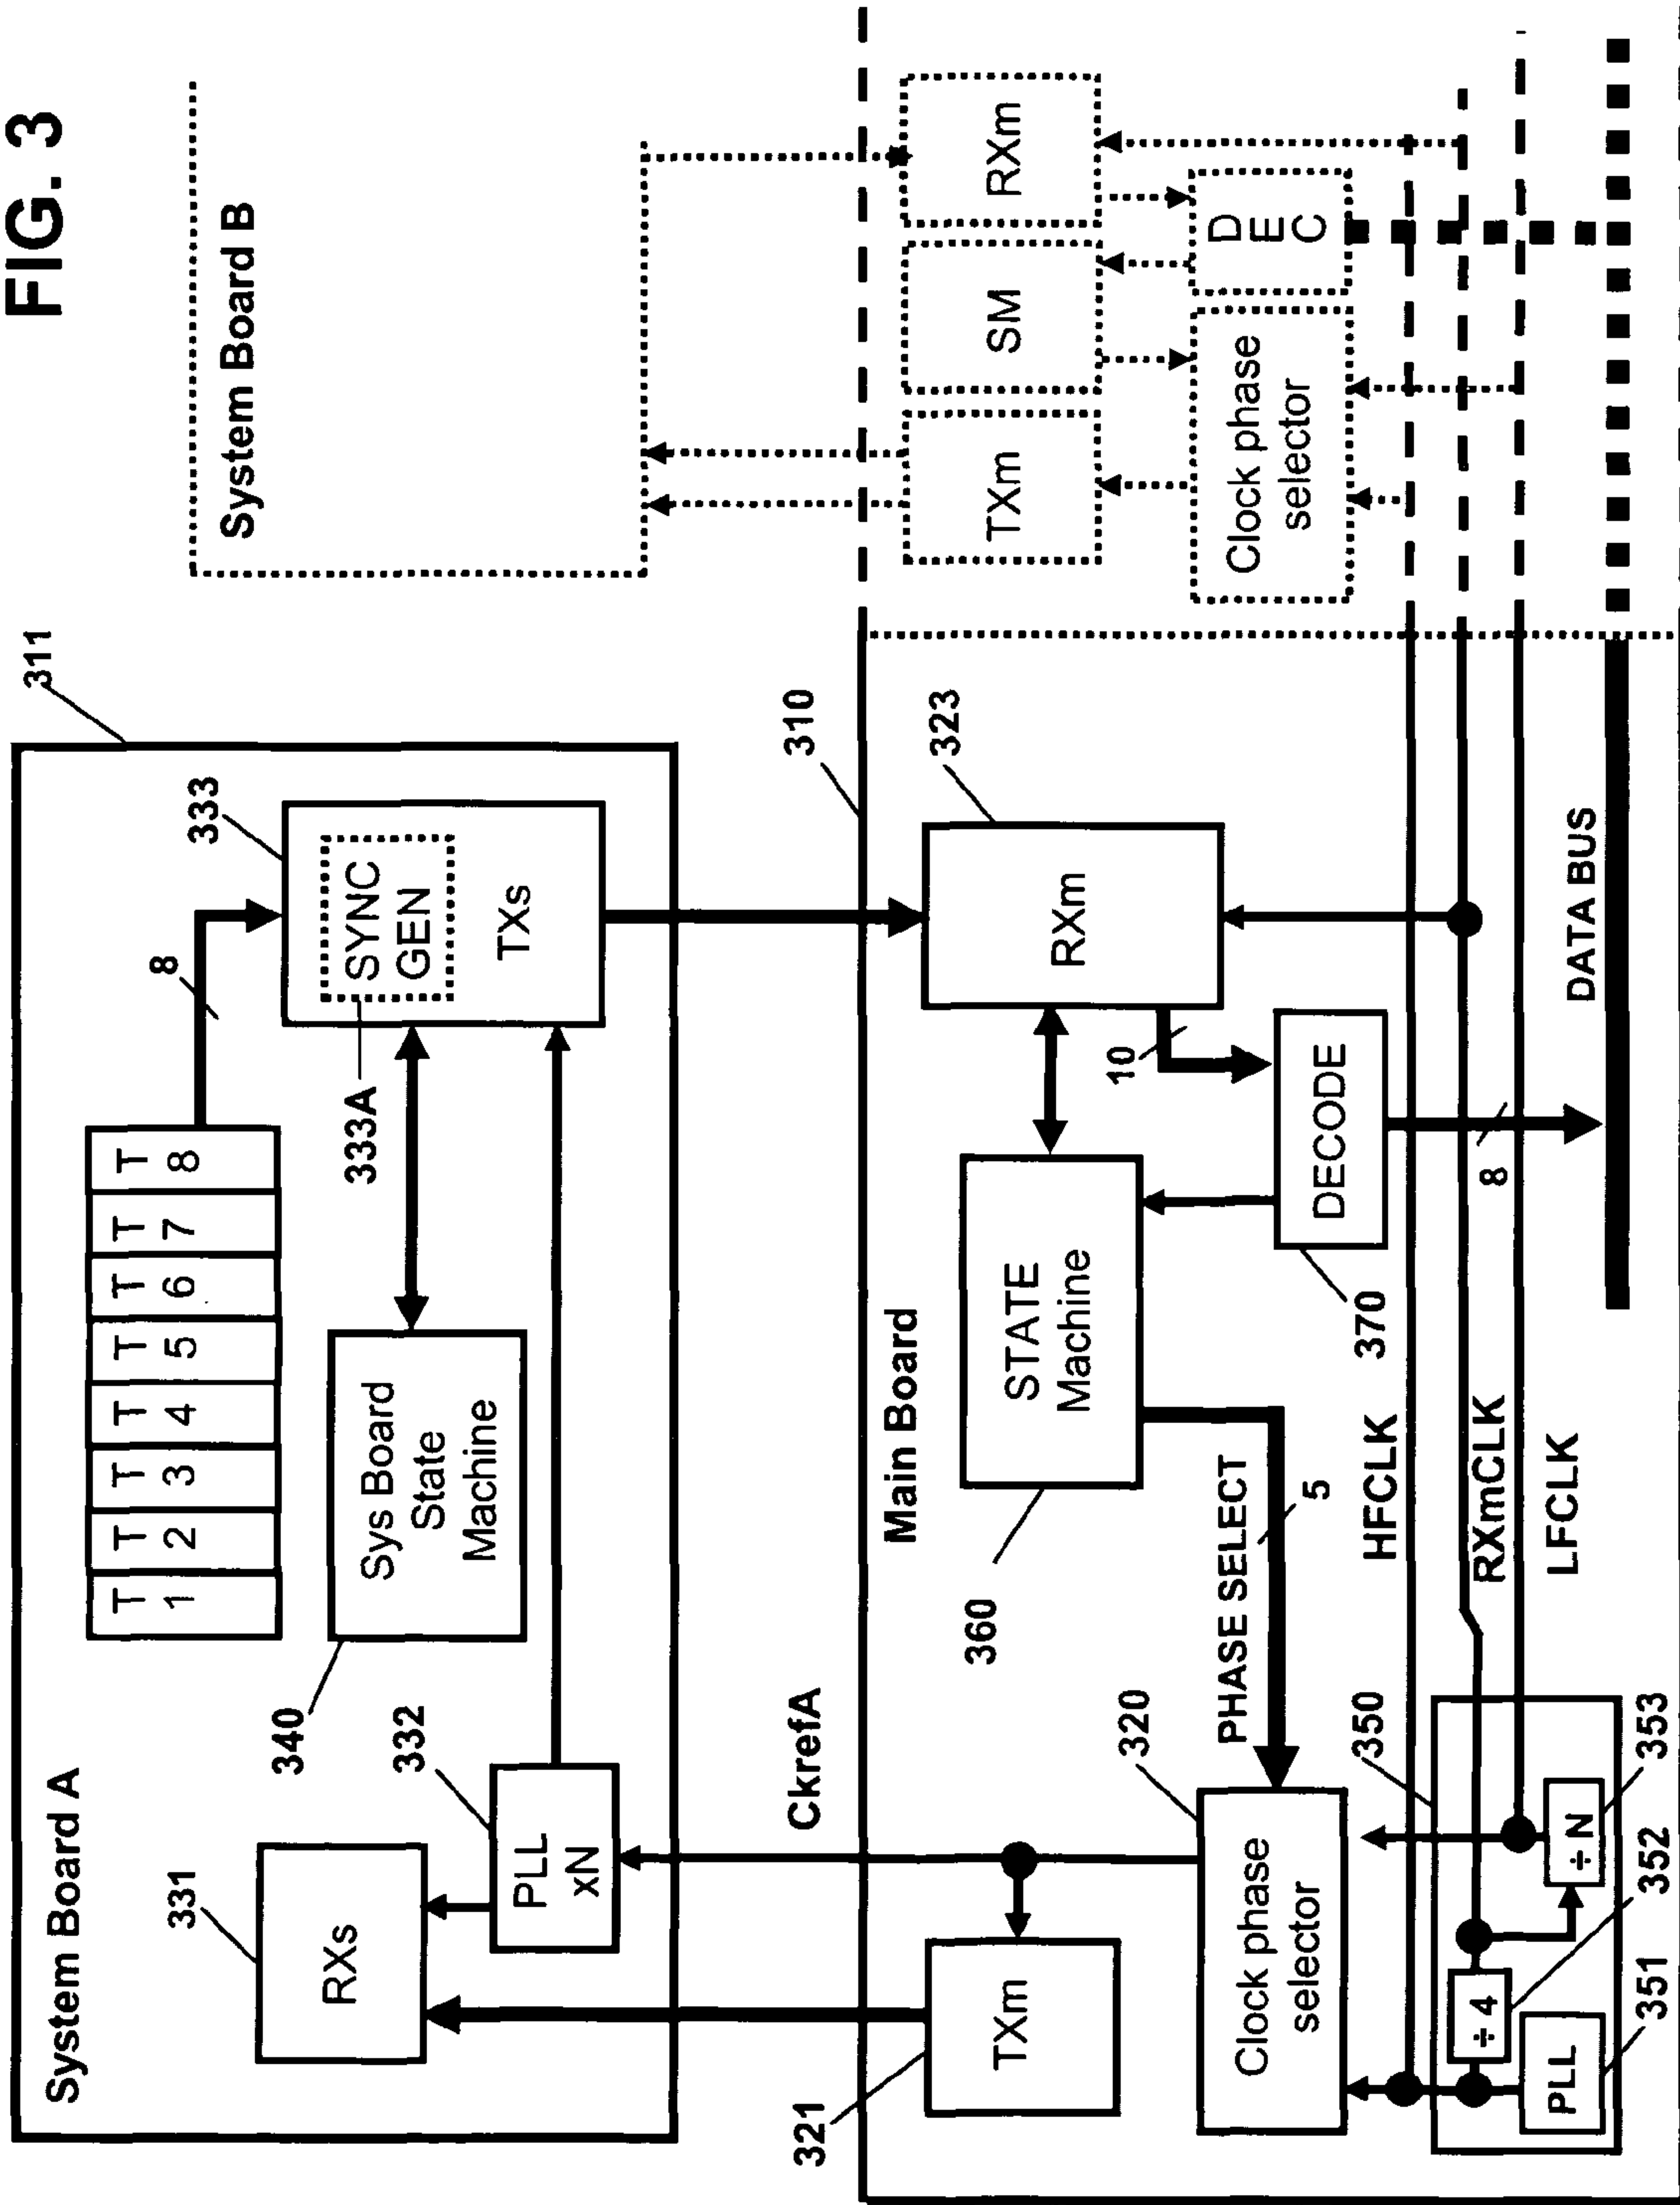 FIG. 3
System Board A
311
T 1
T 2
T 3
T 4
T 5
T 6
T 7
T 8
8
333
331
RXs
332
PLL
xN
340
Sys Board
State
Machine
333A
SYNC
GEN
TXs
System Board B
CkrefA
Main Board
310
321
TXm
360
STATE
Machine
323
RXm
10
320
Clock phase
selector
PHASE SELECT
5
370
DECODE
8
350
HFCLK
RXmCLK
LFCLK
DATA BUS
÷ 4
÷ N
PLL
351
352
353
TXm
SM
RXm
Clock phase
selector
D
E
C